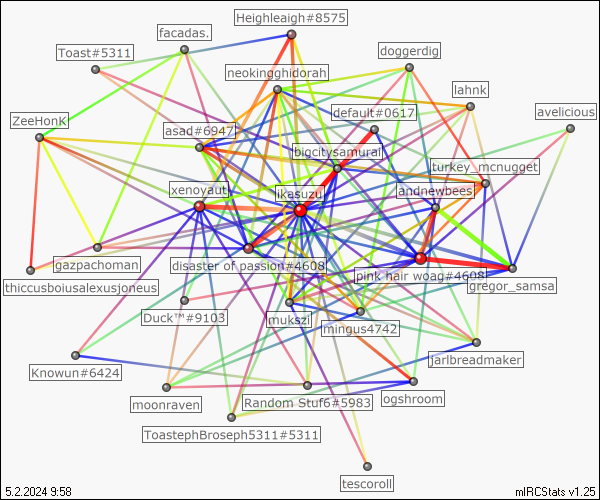 Heighleaigh#8575
facadas.
Toast#5311
doggerdig
neokingghidorah
lahnk
default#0617
avelicious
ZeeHonK
asad#6947
bigcitysamurai
turkey_mcnugget
xenoyaut
ikasuzu
landnewbees
gazpachoman
disaster of passion#4608
pink hair woag#4608
thiccusboiusalexusjorieus
gregor_samsa
Duck™#9103
mukszi
mingus4742
jarlbreadmaker
Knowun#6424
moonraven
Random Stuf6#5983
ogshroom
ToastephBroseph5311#5311
tescoroll
5.2.2024 9:58
mIRCStats v1.25